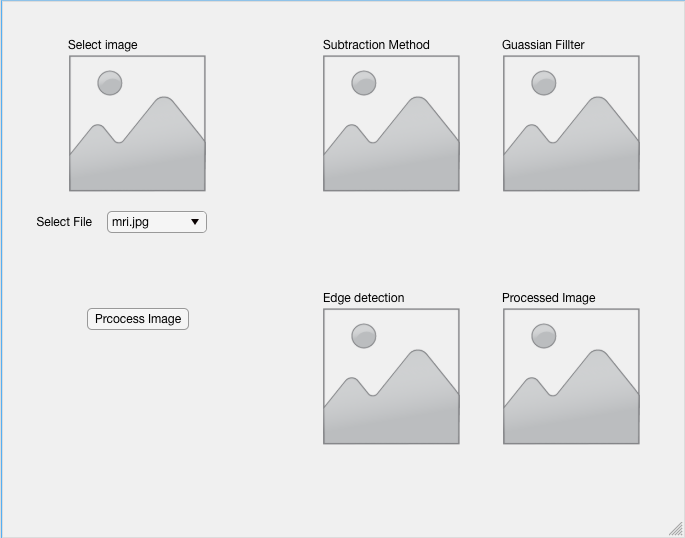 Select image
Subtraction Method
Guassian Fillter
Select File
mri.jpg
Prcocess Image
Edge detection
Processed Image